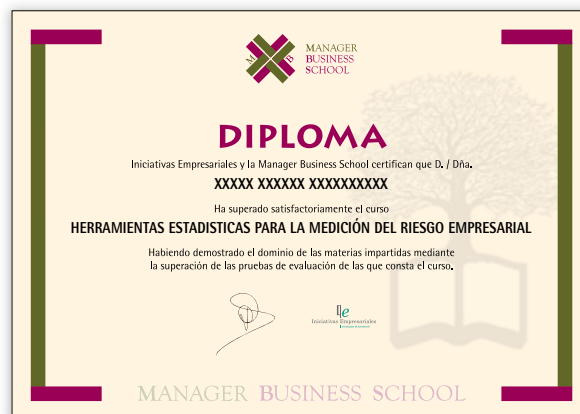 M B
MANAGER
BUSINESS
SCHOOL
DIPLOMA
Iniciativas Empresariales y la Manager Business School certifican que D. / Dña.
XXXXX XXXXXX XXXXXXXXXX
Ha superado satisfactoriamente el curso
HERRAMIENTAS ESTADISTICAS PARA LA MEDICIÓN DEL RIESGO EMPRESARIAL
Habiendo demostrado el dominio de las materias impartidas mediante
la superación de las pruebas de evaluación de las que consta el curso.
Iniciativas Empresariales
MANAGER BUSINESS SCHOOL